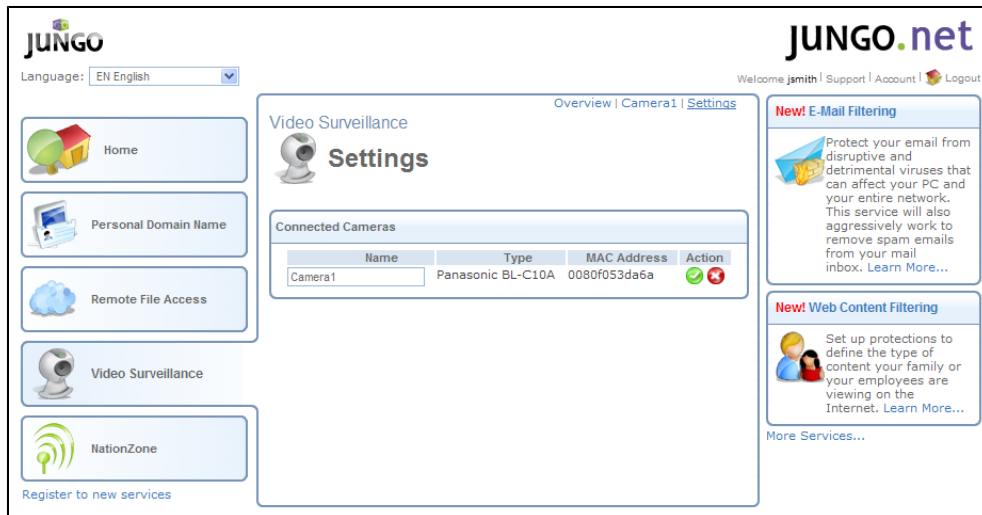 JUNGO
JUNGO.net
Language: EN English
Welcome jsmith | Support | Account | Logout
Home
Personal Domain Name
Remote File Access
Video Surveillance
NationZone
Register to new services
Overview | Camera1 | Settings
Video Surveillance
Settings
Connected Cameras
Name Type MAC Address Action
Camera1 Panasonic BL-C10A 0080f053da6a
New! E-Mail Filtering
Protect your email from
disruptive and
detrimental viruses that
can affect your PC and
your entire network.
This service will also
aggressively work to
remove spam emails
from your mail
inbox. Learn More...
New! Web Content Filtering
Set up protections to
define the type of
content your family or
your employees are
viewing on the
Internet. Learn More...
More Services...